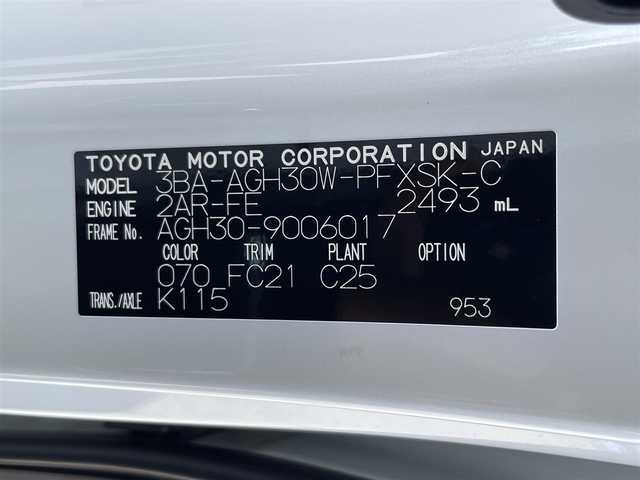 TOYOTA MOTOR CORPORATION JAPAN
MODEL 3BA-AGH30W-PFXSK-C
ENGINE 2AR-FE 2493 mL
FRAME No. AGH30-9006017
COLOR TRIM PLANT OPTION
070 FC21 C25
TRANS./AXLE K115 953